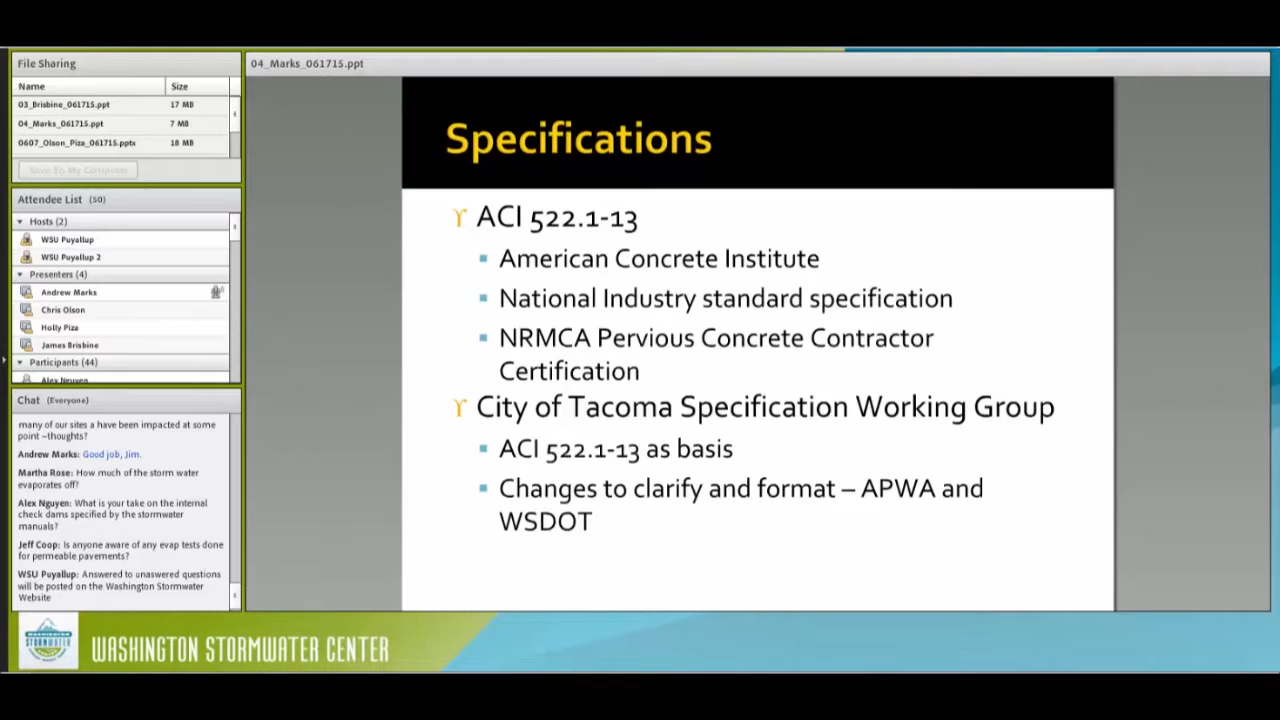 File Sharing
Name Size
03_Brisbine_061715.ppt 17 MB
04_Marks_061715.ppt 7 MB
0607_Olson_Piza_061715.pptx 18 MB
Save To My Computer
Attendee List (50)
Hosts (2)
WSU Puyallup
WSU Puyallup 2
Presenters (4)
Andrew Marks
Chris Olson
Holly Piza
James Brisbine
Participants (44)
Alex Nguyen
Chat (Everyone)
many of our sites a have been impacted at some
point ~thoughts?
Andrew Marks: Good job, Jim.
Martha Rose: How much of the storm water
evaporates off?
Alex Nguyen: What is your take on the internal
check dams specified by the stormwater
manuals?
Jeff Coop: Is anyone aware of any evap tests done
for permeable pavements?
WSU Puyallup: Answered to unaswered questions
will be posted on the Washington Stormwater
Website
04_Marks_061715.ppt
Specifications
ACI 522.1-13
American Concrete Institute
National Industry standard specification
NRMCA Pervious Concrete Contractor
Certification
City of Tacoma Specification Working Group
ACI 522.1-13 as basis
Changes to clarify and format – APWA and
WSDOT
WASHINGTON STORMWATER CENTER